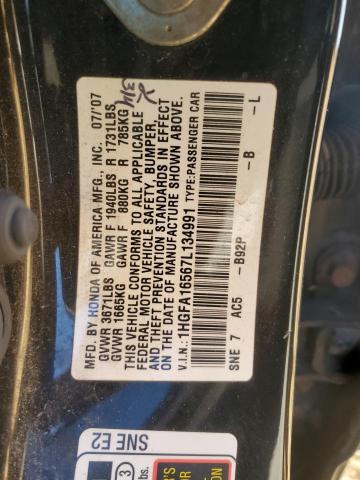 MFD. BY HONDA OF AMERICA MFG., INC. 07/'07
GVWR 3671LBS GAWR F 1940LBS R 1731LBS
GVWR 1665KG GAWR F 880KG R 785KG
THIS VEHICLE CONFORMS TO ALL APPLICABLE
FEDERAL MOTOR VEHICLE SAFETY, BUMPER,
AND THEFT PREVENTION STANDARDS IN EFFECT
ON THE DATE OF MANUFACTURE SHOWN ABOVE.
V.I.N.: 1HGFA16567L134991 TYPE:PASSENGER CAR
SNE 7 AC5 -B92P -B -L
SNE E2
3
bs.